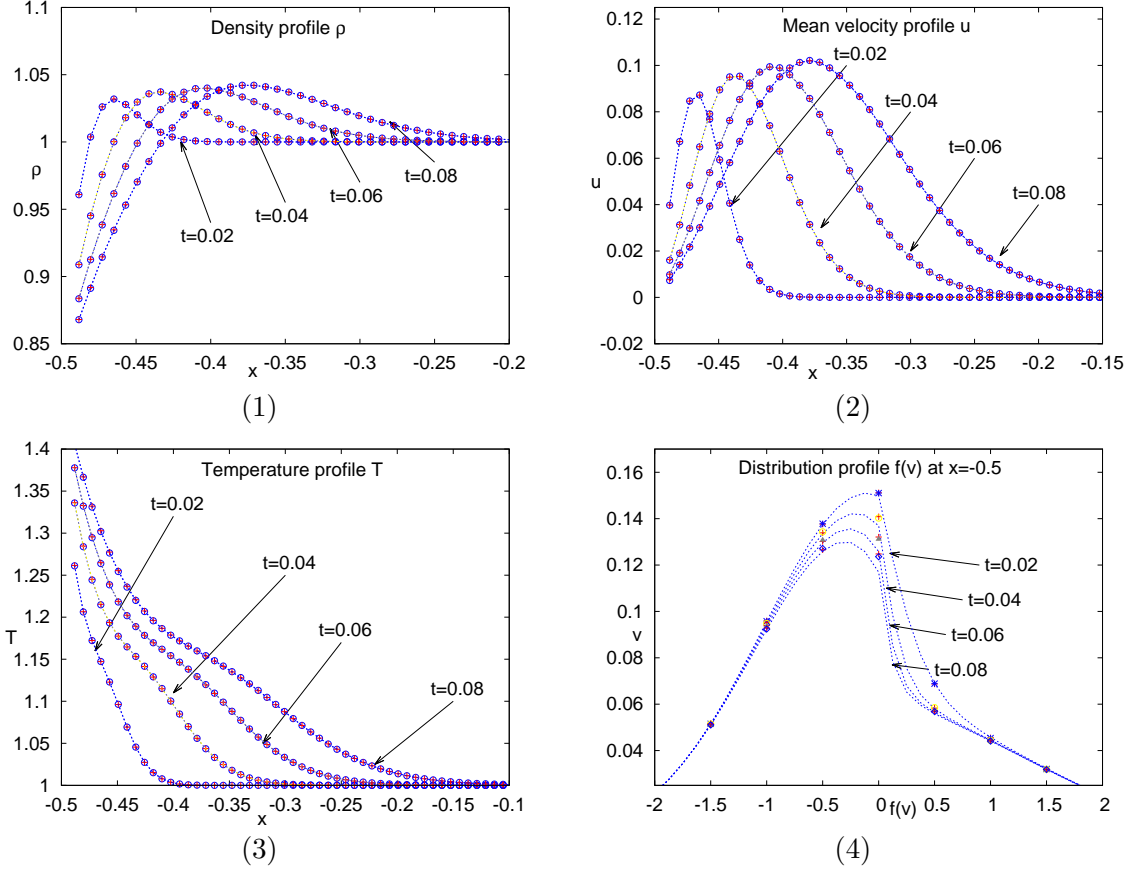 Density profile ρ
1.1
1.05
1
0.95
0.9
0.85
ρ
t=0.02
t=0.04
t=0.06
t=0.08
-0.5 -0.45 -0.4 -0.35 -0.3 -0.25 -0.2
x
(1)
Mean velocity profile u
0.12
0.1
0.08
0.06
0.04
0.02
0
-0.02
u
t=0.02
t=0.04
t=0.06
t=0.08
-0.5 -0.45 -0.4 -0.35 -0.3 -0.25 -0.2 -0.15
x
(2)
Temperature profile T
1.4
1.35
1.3
1.25
1.2
1.15
1.1
1.05
1
T
t=0.02
t=0.04
t=0.06
t=0.08
-0.5 -0.45 -0.4 -0.35 -0.3 -0.25 -0.2 -0.15 -0.1
x
(3)
Distribution profile f(v) at x=-0.5
0.16
0.14
0.12
0.1
0.08
0.06
0.04
v
t=0.02
t=0.04
t=0.06
t=0.08
-2 -1.5 -1 -0.5 0 0.5 1 1.5 2
f(v)
(4)